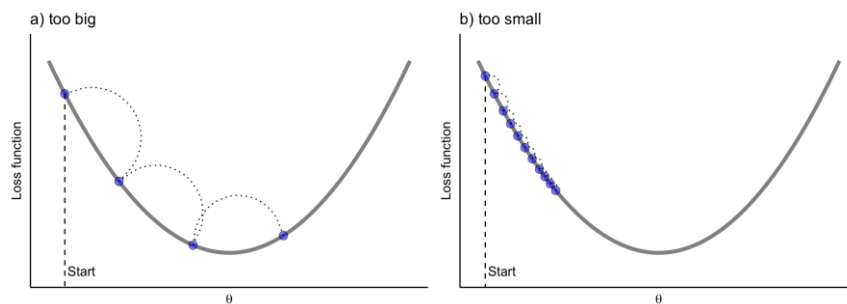 a) too big
Loss function
Start
θ
b) too small
Loss function
Start
θ